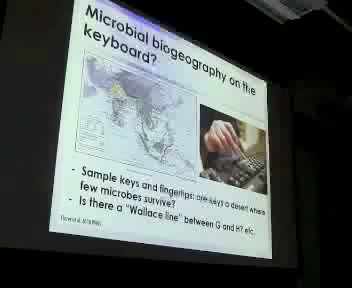 Microbial biogeography on the
keyboard?
- Sample keys and fingertips: are keys a desert where
few microbes survive?
- Is there a "Wallace line" between G and H? etc.